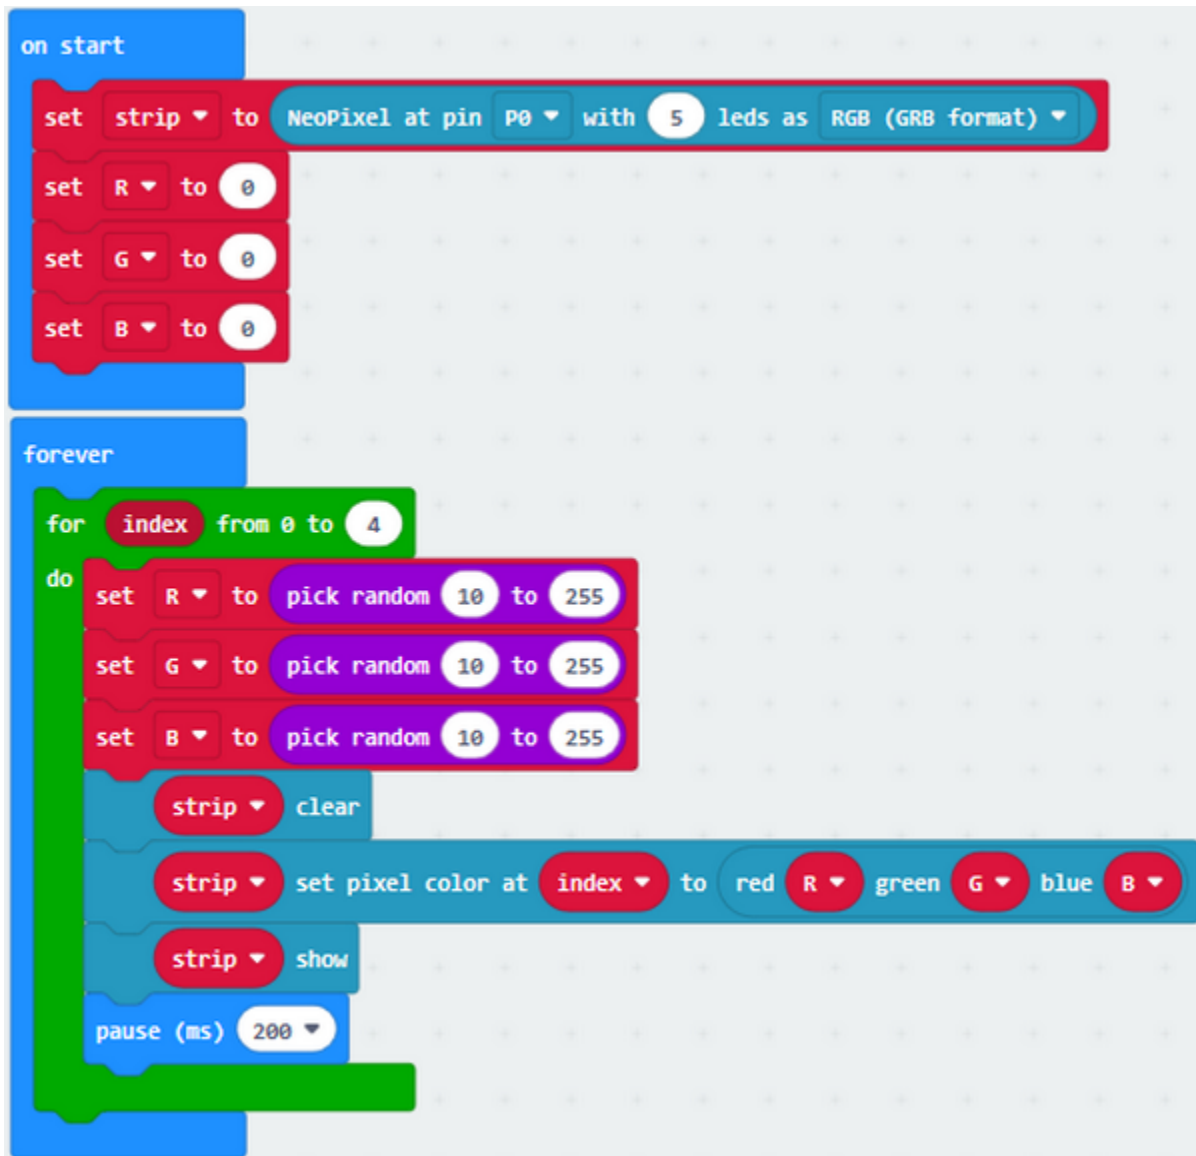 on start
set strip to NeoPixel at pin P0 with 5 leds as RGB (GRB format)
set R to 0
set G to 0
set B to 0
forever
for index from 0 to 4
do
set R to pick random 10 to 255
set G to pick random 10 to 255
set B to pick random 10 to 255
strip clear
strip set pixel color at index to red R green G blue B
strip show
pause (ms) 200